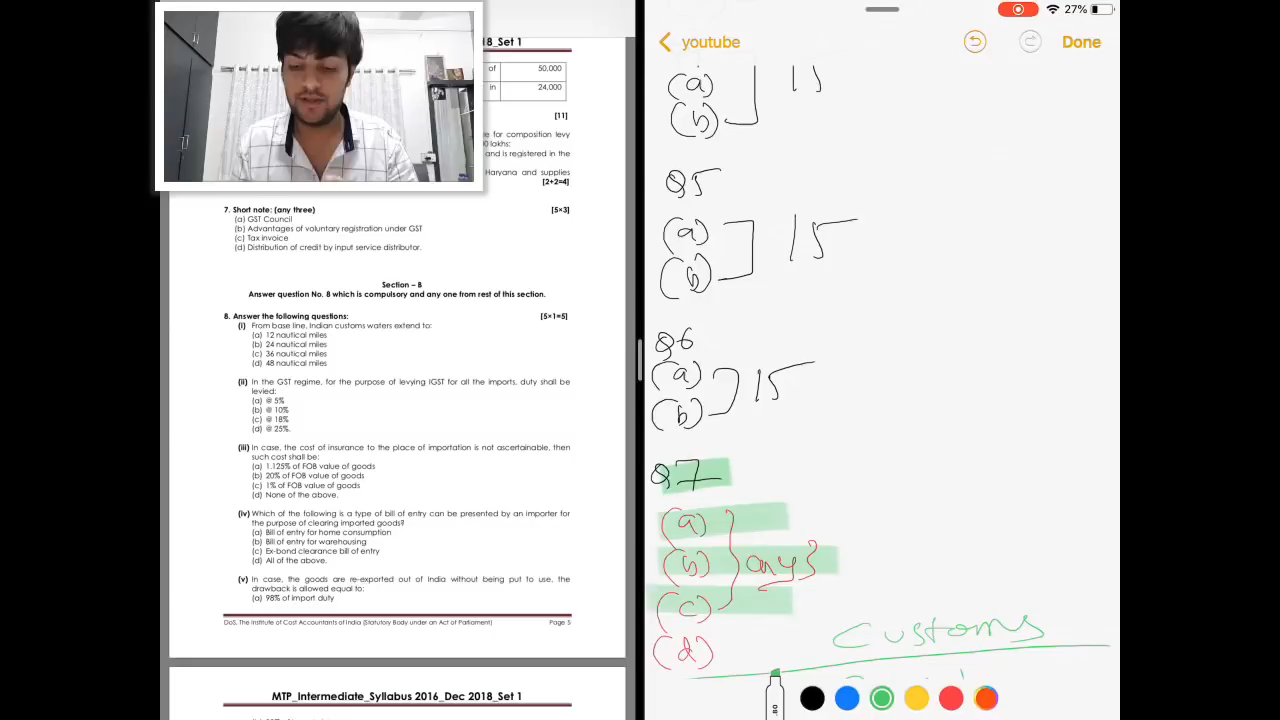 8_Set 1
of 50,000
in 24,000
[11]
le for composition levy
00 lakhs:
and is registered in the
Haryana and supplies
[2+2=4]
7. Short note: (any three) [5×3]
(a) GST Council
(b) Advantages of voluntary registration under GST
(c) Tax invoice
(d) Distribution of credit by input service distributor.
Section – B
Answer question No. 8 which is compulsory and any one from rest of this section.
8. Answer the following questions: [5×1=5]
(i) From base line, Indian customs waters extend to:
(a) 12 nautical miles
(b) 24 nautical miles
(c) 36 nautical miles
(d) 48 nautical miles
(ii) In the GST regime, for the purpose of levying IGST for all the imports, duty shall be
levied:
(a) @ 5%
(b) @ 10%
(c) @ 18%
(d) @ 25%.
(iii) In case, the cost of insurance to the place of importation is not ascertainable, then
such cost shall be:
(a) 1.125% of FOB value of goods
(b) 20% of FOB value of goods
(c) 1% of FOB value of goods
(d) None of the above.
(iv) Which of the following is a type of bill of entry can be presented by an importer for
the purpose of clearing imported goods?
(a) Bill of entry for home consumption
(b) Bill of entry for warehousing
(c) Ex-bond clearance bill of entry
(d) All of the above.
(v) In case, the goods are re-exported out of India without being put to use, the
drawback is allowed equal to:
(a) 98% of import duty
DoS, The Institute of Cost Accountants of India (Statutory Body under an Act of Parliament) Page 5
MTP_Intermediate_Syllabus 2016_Dec 2018_Set 1
27%
youtube Done
(a)
(b)
Q5
(a) 15
(b)
Q6
(a) 15
(b)
Q7
(a)
(b) any 3
(c)
(d)
Customs